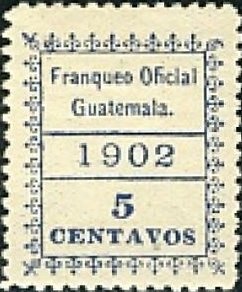 Franqueo Oficial
Guatemala.
1902
5
CENTAVOS